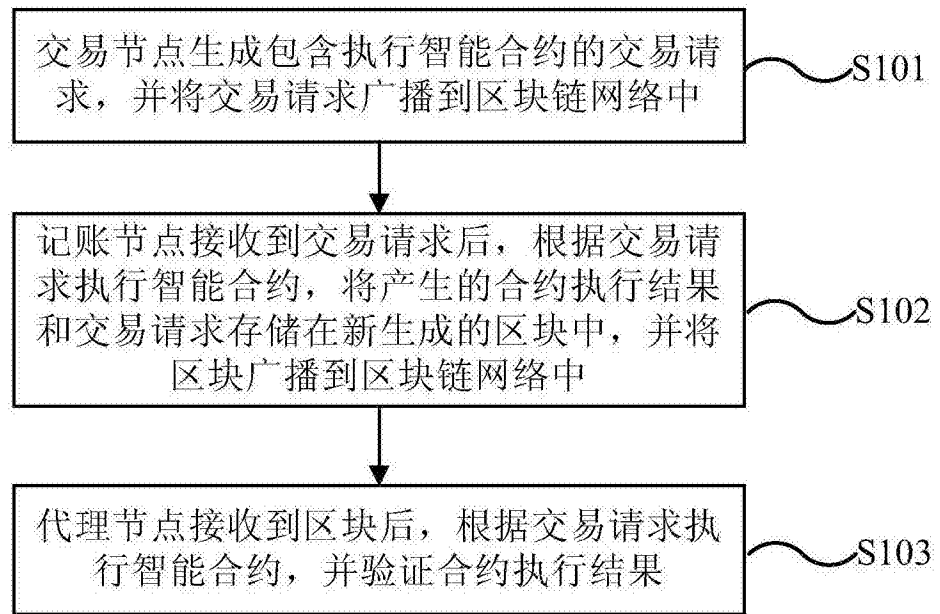 交易节点生成包含执行智能合约的交易请
求，并将交易请求广播到区块链网络中
S101
记账节点接收到交易请求后，根据交易请
求执行智能合约，将产生的合约执行结果
和交易请求存储在新生成的区块中，并将
区块广播到区块链网络中
S102
代理节点接收到区块后，根据交易请求执
行智能合约，并验证合约执行结果
S103